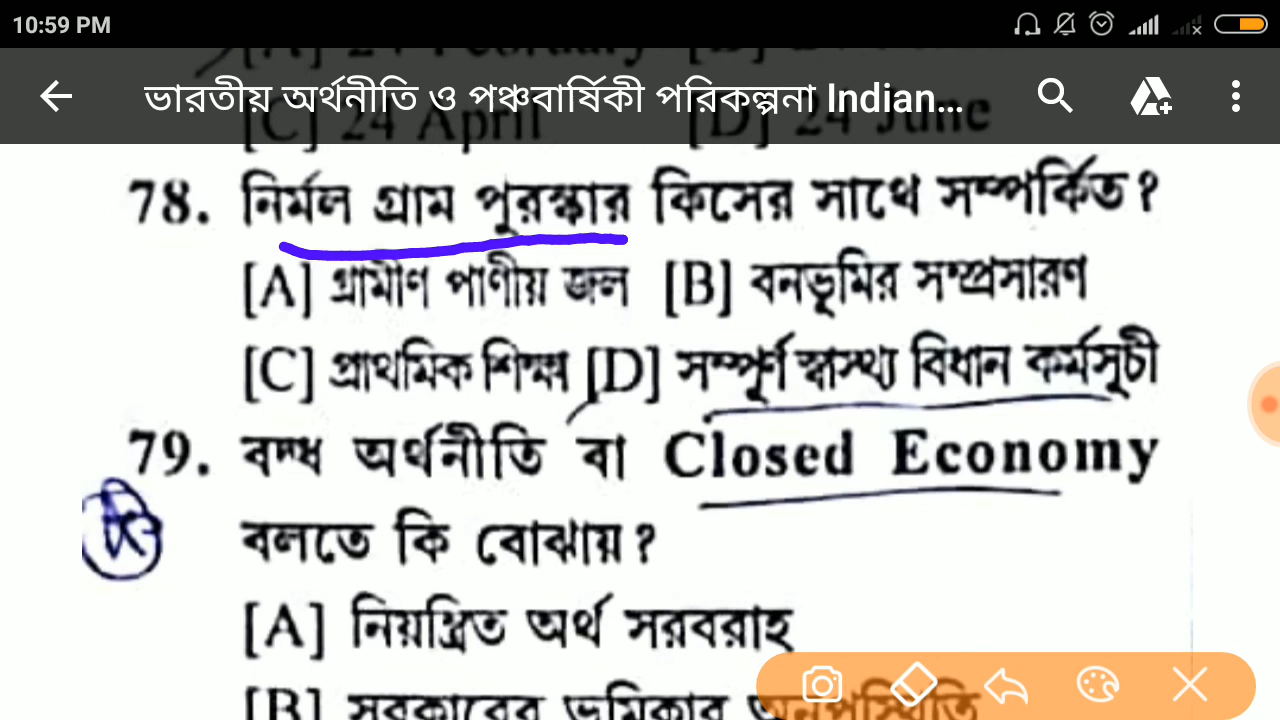 10:59 PM
ভারতীয় অর্থনীতি ও পঞ্চবার্ষিকী পরিকল্পনা Indian...
[C] 24 April [D] 24 June
78. নির্মল গ্রাম পুরস্কার কিসের সাথে সম্পর্কিত?
[A] গ্রামীণ পাণীয় জল [B] বনভূমির সম্প্রসারণ
[C] প্রাথমিক শিক্ষা [D] সম্পূর্ণ স্বাস্থ্য বিধান কর্মসূচী
79. বদ্ধ অর্থনীতি বা Closed Economy
বলতে কি বোঝায়?
[A] নিয়ন্ত্রিত অর্থ সরবরাহ
[B] সরকারের ভূমিকার অনুপস্থিতি